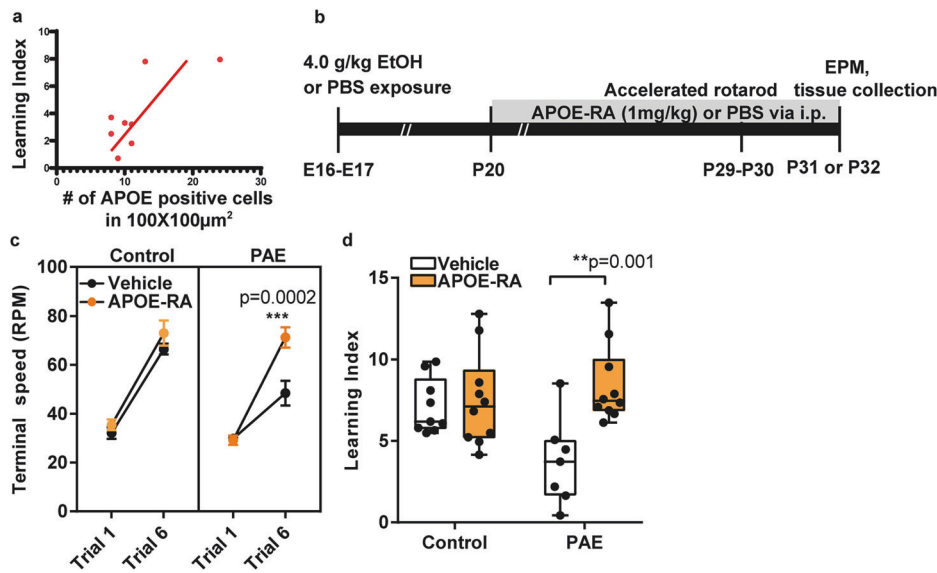 a
Learning Index
10
8
6
4
2
0
0 10 20 30
# of APOE positive cells
in 100X100µm²
b
4.0 g/kg EtOH
or PBS exposure
EPM,
Accelerated rotarod tissue collection
APOE-RA (1mg/kg) or PBS via i.p.
// //
E16-E17 P20 P29-P30 P31 or P32
c
Control PAE
Terminal speed (RPM)
100
80
60
40
20
0
Vehicle
APOE-RA
p=0.0002
***
Trial 1 Trial 6 Trial 1 Trial 6
d
Vehicle
APOE-RA
**p=0.001
Learning Index
15
10
5
0
Control PAE